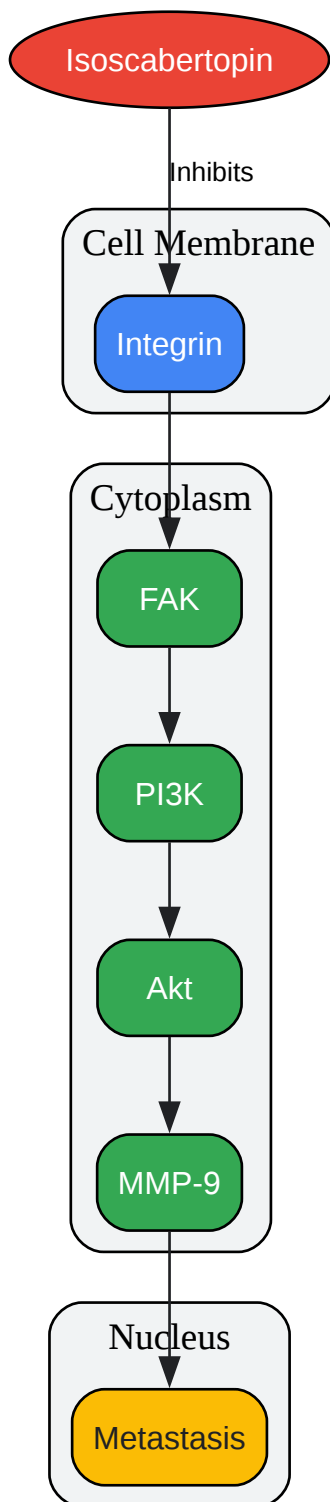 Isoscabertopin
Inhibits
Cell Membrane
Integrin
Cytoplasm
FAK
PI3K
Akt
MMP-9
Nucleus
Metastasis